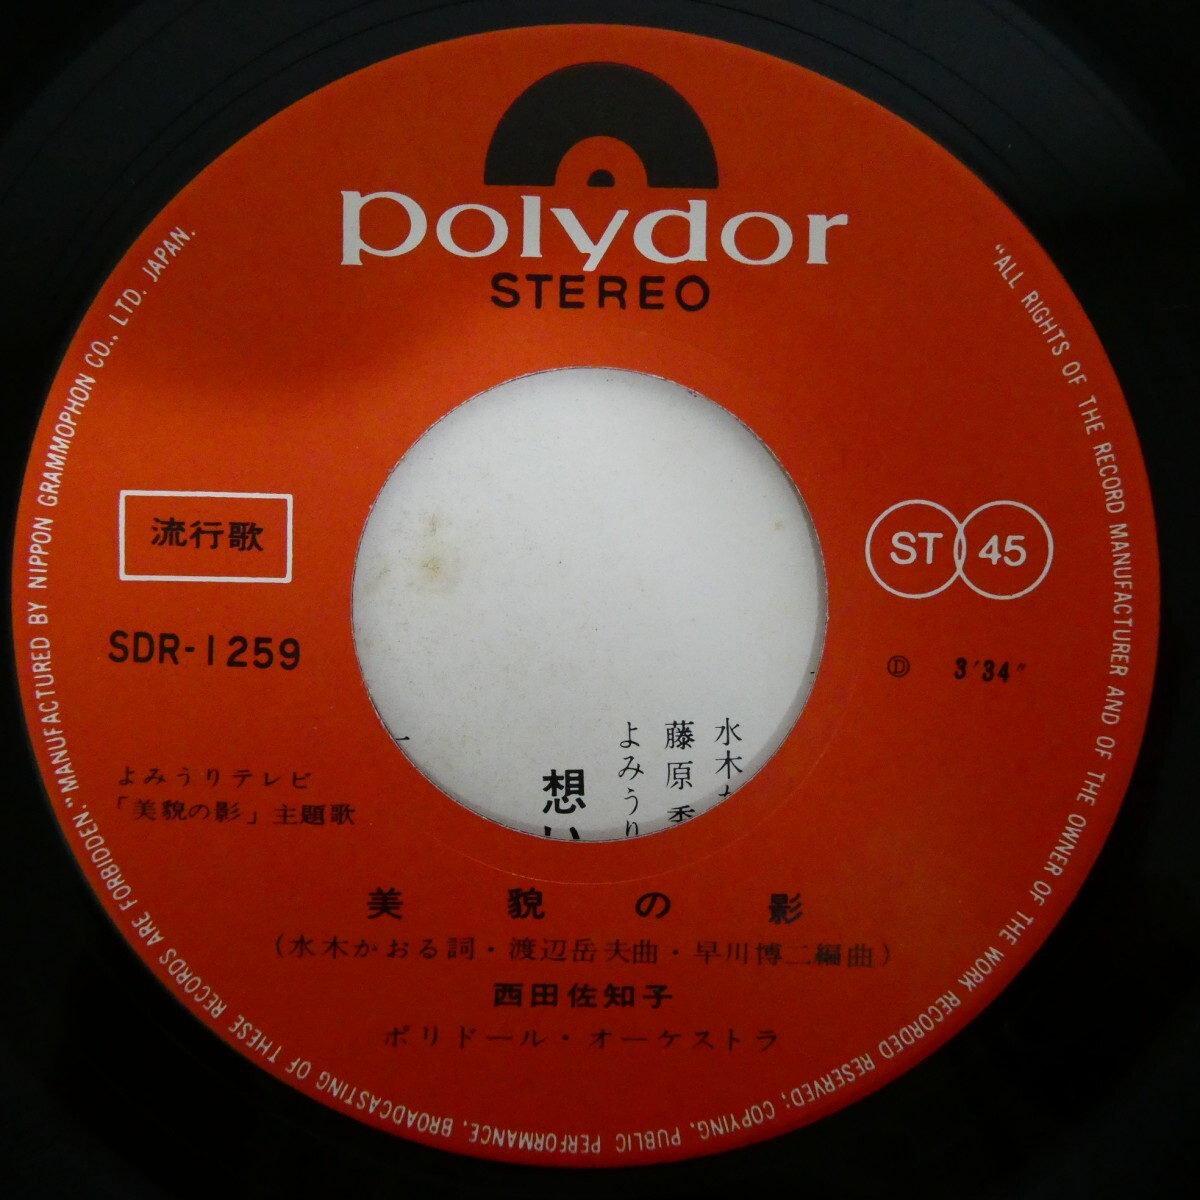 polydor
STEREO
流行歌
SDR-1259
ST 45
Ⓓ 3'34"
よみうりテレビ
「美貌の影」主題歌
水木
藤原
よみうり
想い
美貌の影
(水木かおる詞・渡辺岳夫曲・早川博二編曲)
西田佐知子
ポリドール・オーケストラ
"ALL RIGHTS OF THE RECORD MANUFACTURER AND OF THE OWNER OF THE WORK RECORDED RESERVED; COPYING, PUBLIC PERFORMANCE, BROADCASTING OF THESE RECORDS ARE FORBIDDEN." MANUFACTURED BY NIPPON GRAMMOPHON CO., LTD. JAPAN.